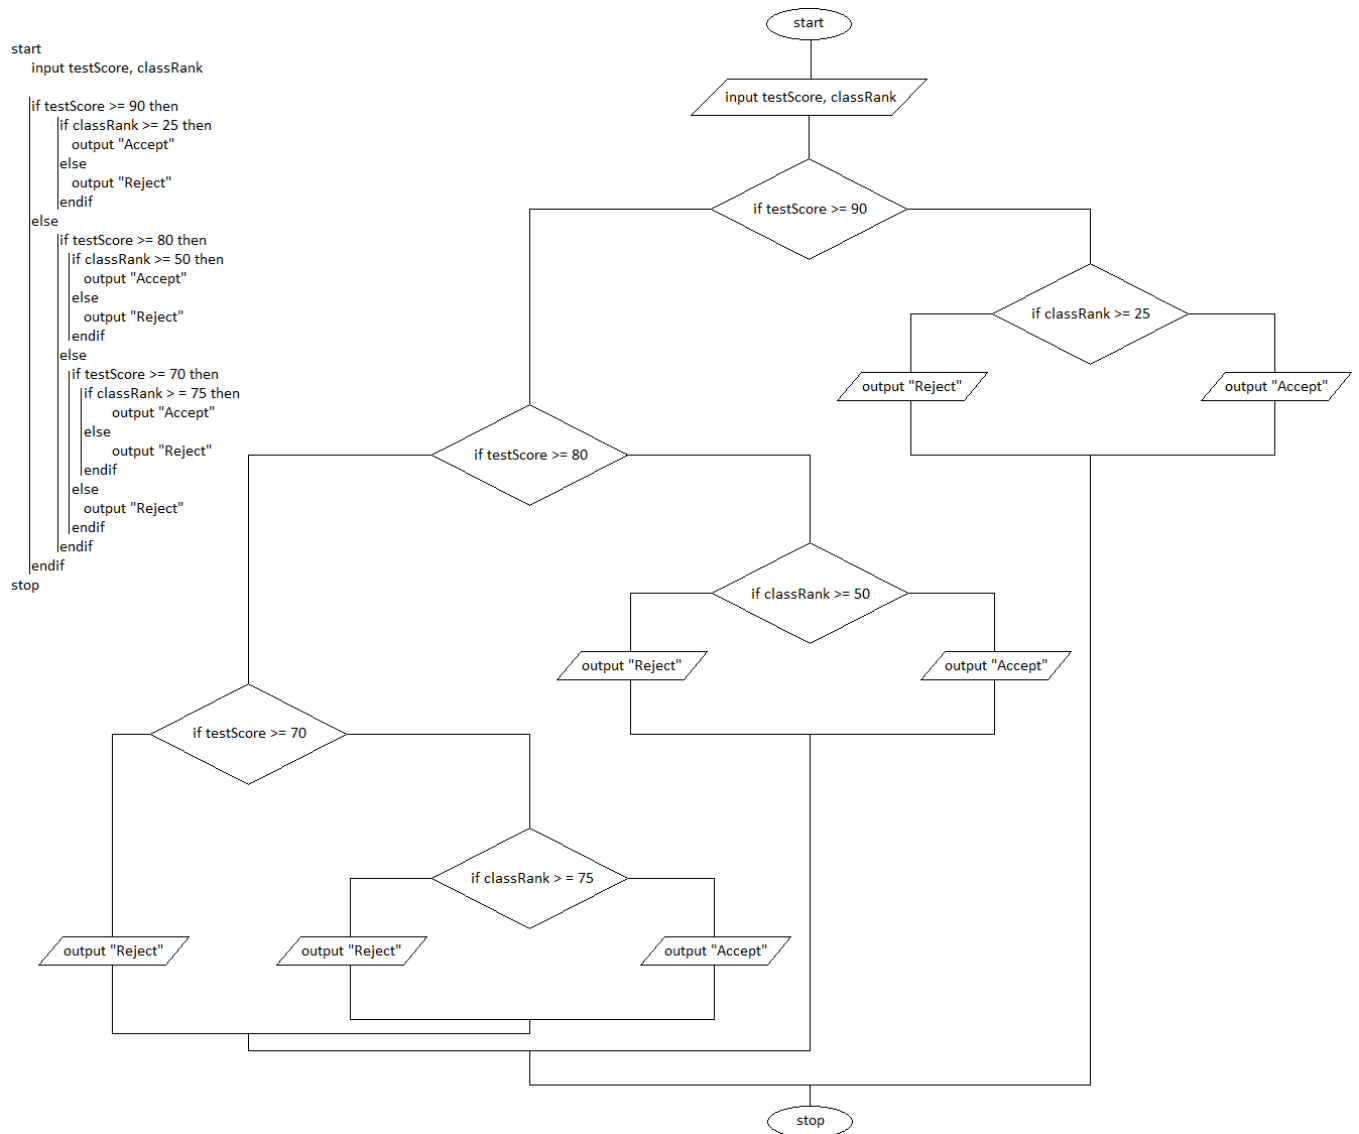 start
input testScore, classRank
if testScore >= 90 then
if classRank >= 25 then
output "Accept"
else
output "Reject"
endif
else
if testScore >= 80 then
if classRank >= 50 then
output "Accept"
else
output "Reject"
endif
else
if testScore >= 70 then
if classRank > = 75 then
output "Accept"
else
output "Reject"
endif
else
output "Reject"
endif
endif
endif
stop
start
input testScore, classRank
if testScore >= 90
if classRank >= 25
output "Reject"
output "Accept"
if testScore >= 80
if classRank >= 50
output "Reject"
output "Accept"
if testScore >= 70
if classRank > = 75
output "Reject"
output "Reject"
output "Accept"
stop